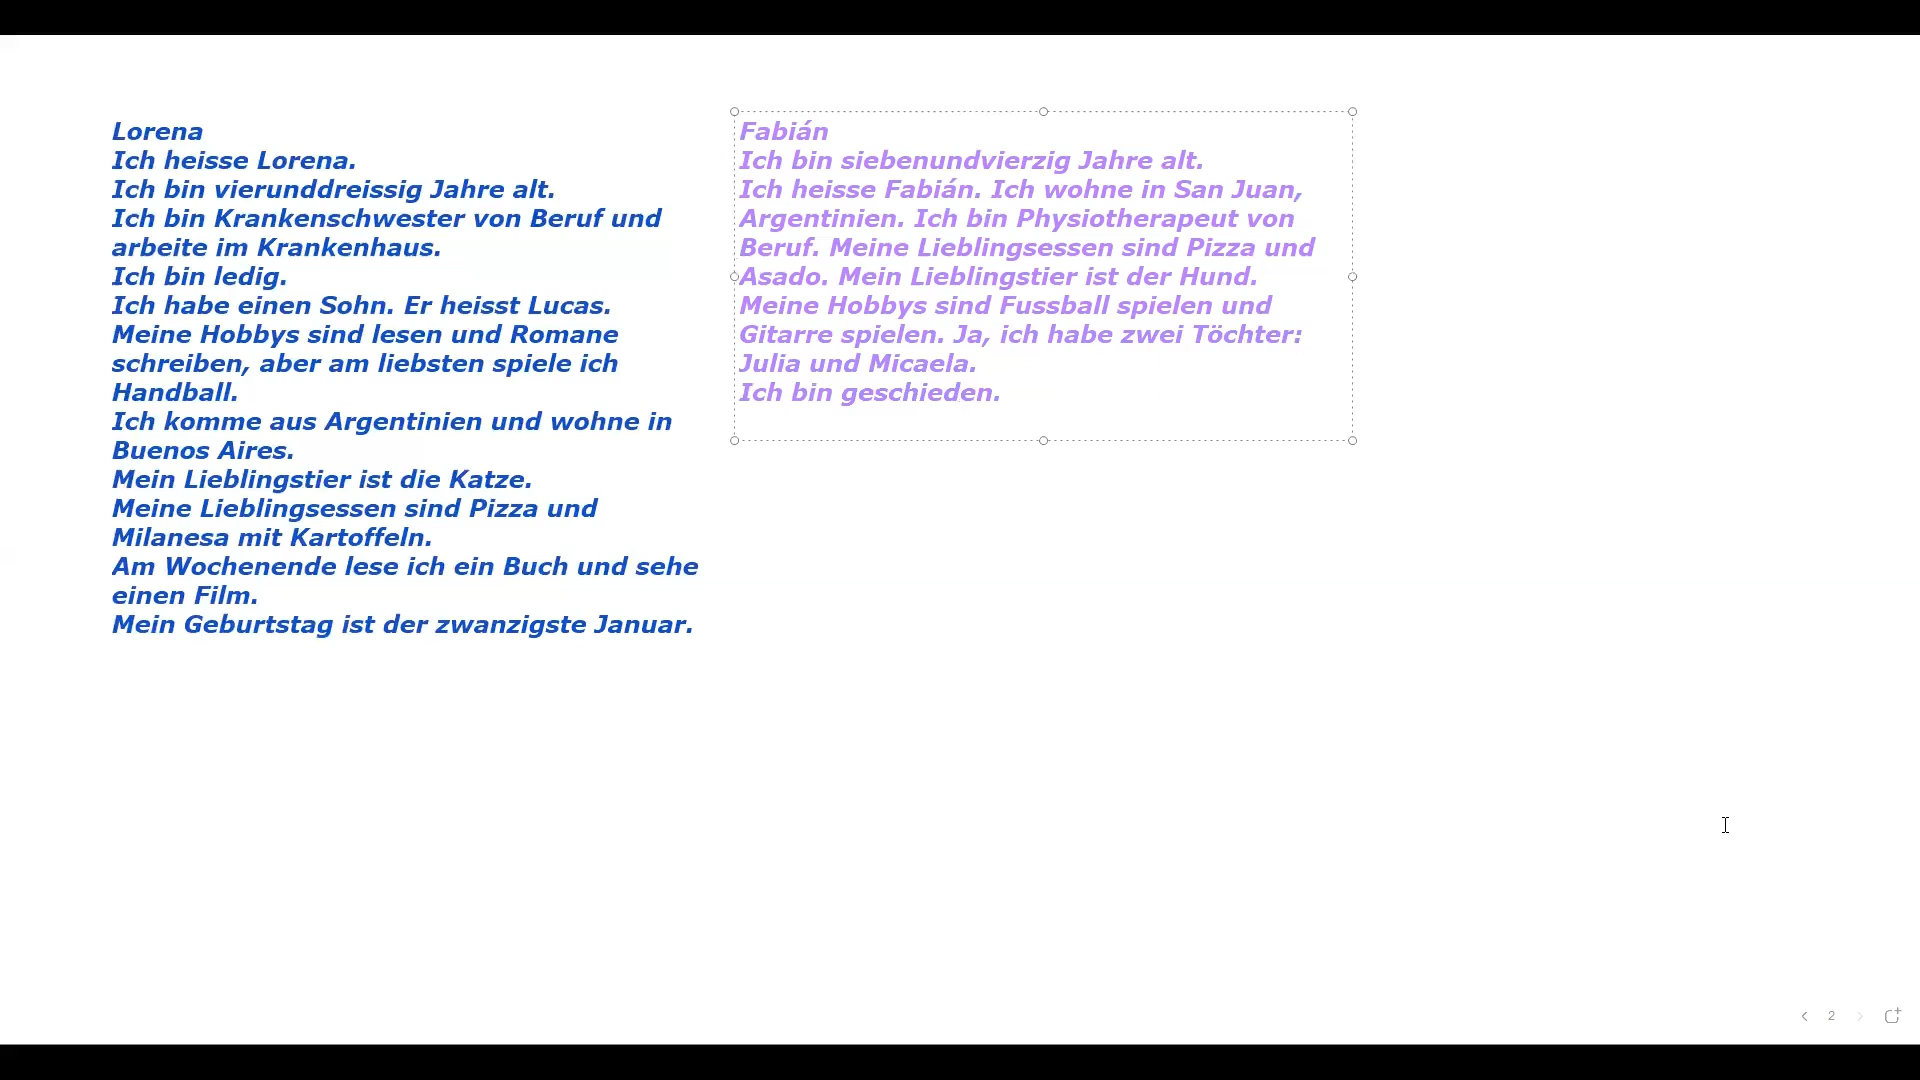 Lorena
Ich heisse Lorena.
Ich bin vierunddreissig Jahre alt.
Ich bin Krankenschwester von Beruf und
arbeite im Krankenhaus.
Ich bin ledig.
Ich habe einen Sohn. Er heisst Lucas.
Meine Hobbys sind lesen und Romane
schreiben, aber am liebsten spiele ich
Handball.
Ich komme aus Argentinien und wohne in
Buenos Aires.
Mein Lieblingstier ist die Katze.
Meine Lieblingsessen sind Pizza und
Milanesa mit Kartoffeln.
Am Wochenende lese ich ein Buch und sehe
einen Film.
Mein Geburtstag ist der zwanzigste Januar.
Fabián
Ich bin siebenundvierzig Jahre alt.
Ich heisse Fabián. Ich wohne in San Juan,
Argentinien. Ich bin Physiotherapeut von
Beruf. Meine Lieblingsessen sind Pizza und
Asado. Mein Lieblingstier ist der Hund.
Meine Hobbys sind Fussball spielen und
Gitarre spielen. Ja, ich habe zwei Töchter:
Julia und Micaela.
Ich bin geschieden.
2